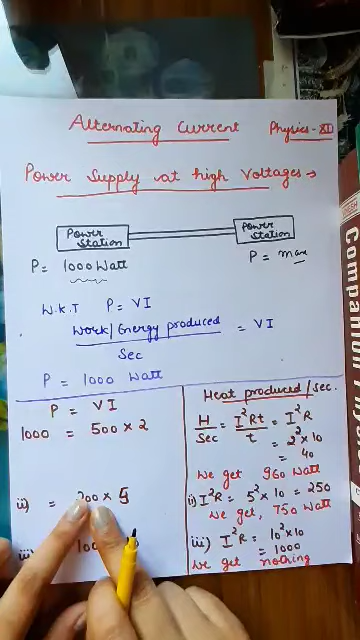 Alternating Current Physics-XII
Power Supply at high Voltages →
Power Station
Power Station
P = 1000 Watt
P = max
W.K.T P = VI
Work/Energy produced = VI
Sec
P = 1000 Watt
P = VI
1000 = 500 × 2
ii) = 200 × 5
100
Heat produced/Sec.
H/Sec = I²Rt/t = I²R
= 2² × 10
= 40
We get 960 Watt
ii) I²R = 5² × 10 = 250
We get, 750 Watt
iii) I²R = 10² × 10
= 1000
We get nothing